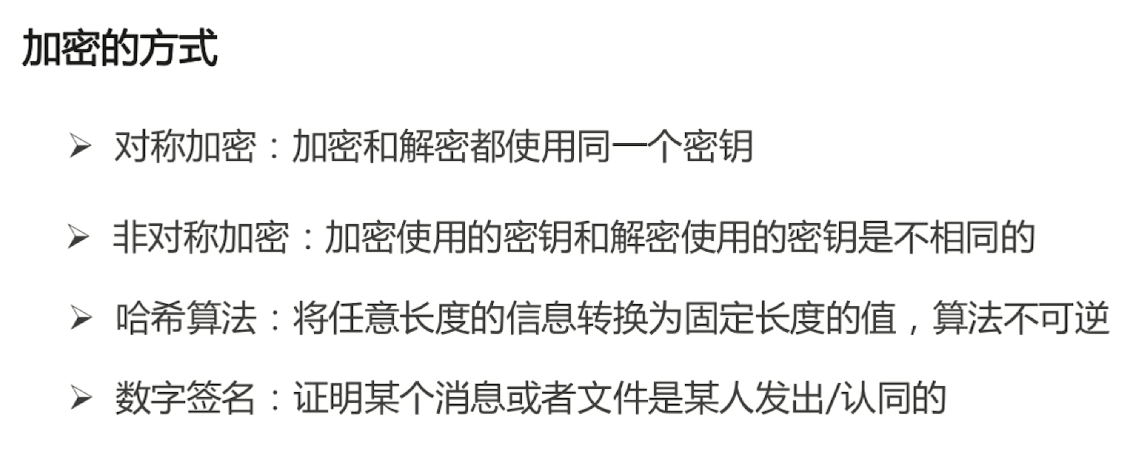 加密的方式
➢ 对称加密：加密和解密都使用同一个密钥
➢ 非对称加密：加密使用的密钥和解密使用的密钥是不相同的
➢ 哈希算法：将任意长度的信息转换为固定长度的值，算法不可逆
➢ 数字签名：证明某个消息或者文件是某人发出/认同的